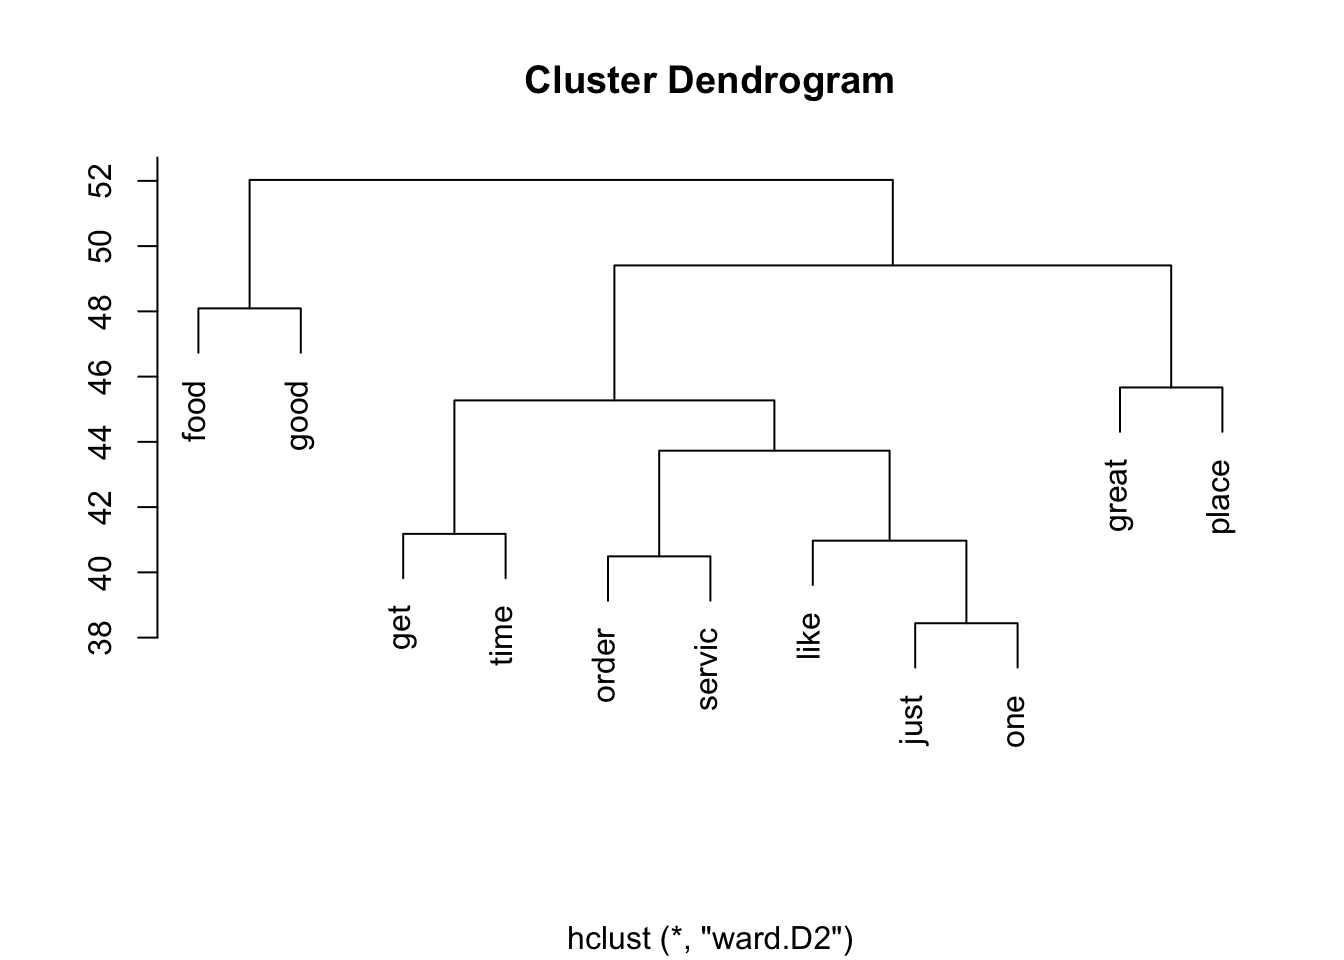 Cluster Dendrogram
52
50
48
46
44
42
40
38
food
good
get
time
order
servic
like
just
one
great
place
hclust (*, "ward.D2")